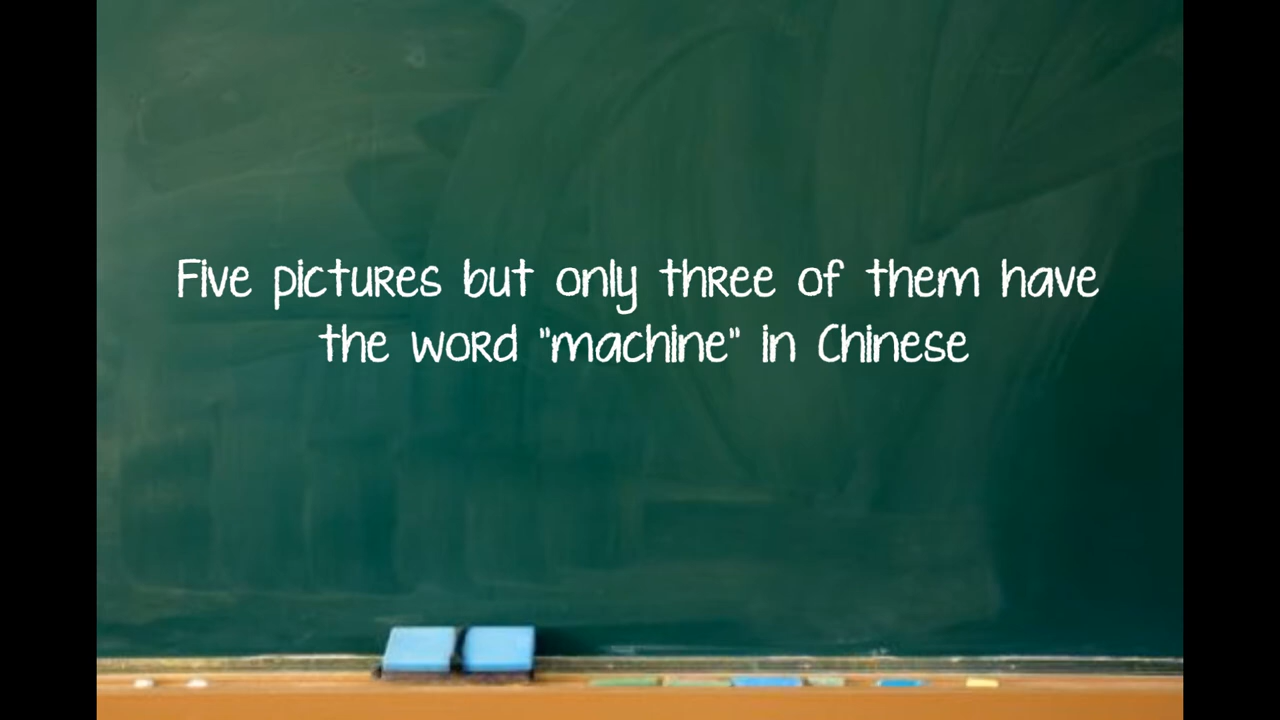 Five pictures but only three of them have
the word "machine" in Chinese